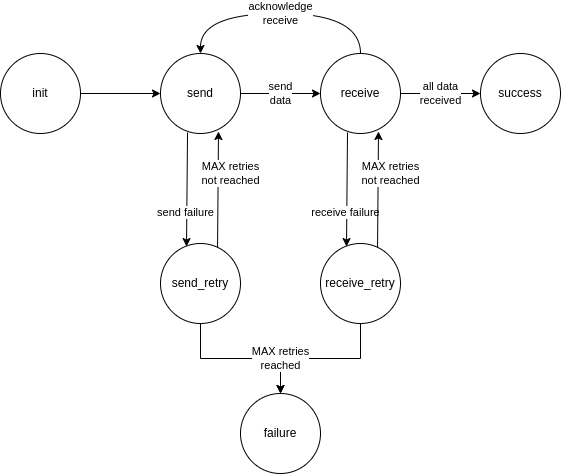 acknowledge
receive
init
send
send
data
receive
all data
received
success
MAX retries
not reached
MAX retries
not reached
send failure
receive failure
send_retry
receive_retry
MAX retries
reached
failure